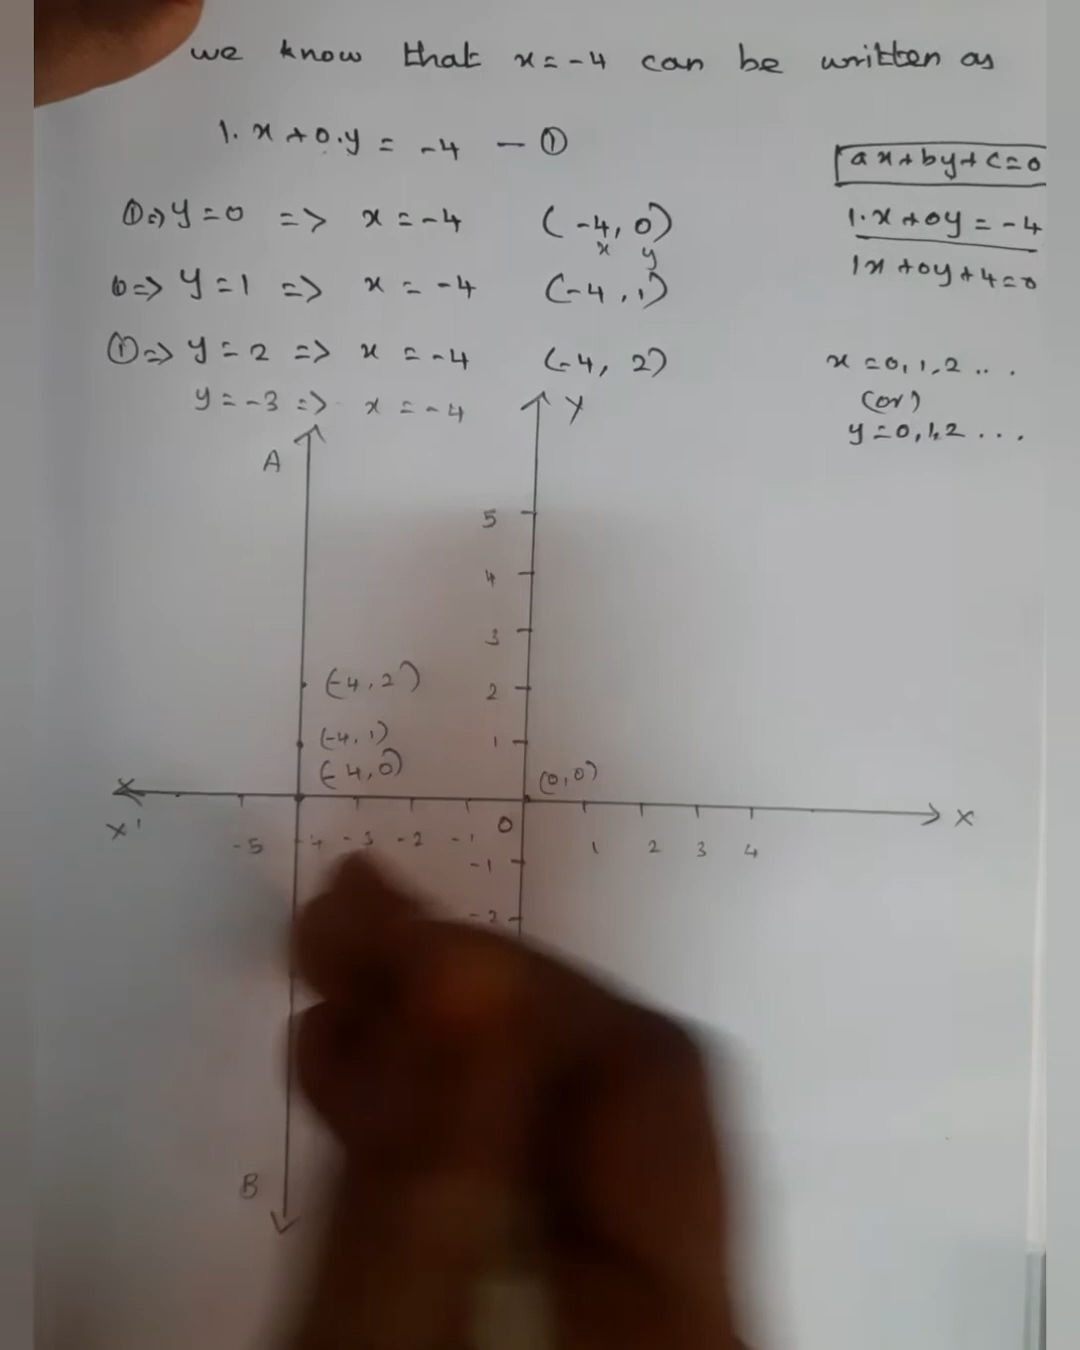 we know that x = -4 can be written as
1. x + 0.y = -4 — ①
①=> y = 0 => x = -4 (-4, 0)
x y
①=> y = 1 => x = -4 (-4, 1)
①=> y = 2 => x = -4 (-4, 2)
y = -3 => x = -4
ax + by + c = 0
1. x + 0y = -4
1x + 0y + 4 = 0
x = 0, 1, 2 .. .
(or)
y = 0, 1, 2 ...
A
Y
5
4
3
(-4, 2) 2
(-4, 1) 1
(-4, 0) (0,0)
X' 0 X
-5 -4 -3 -2 -1 1 2 3 4
-1
-2
B